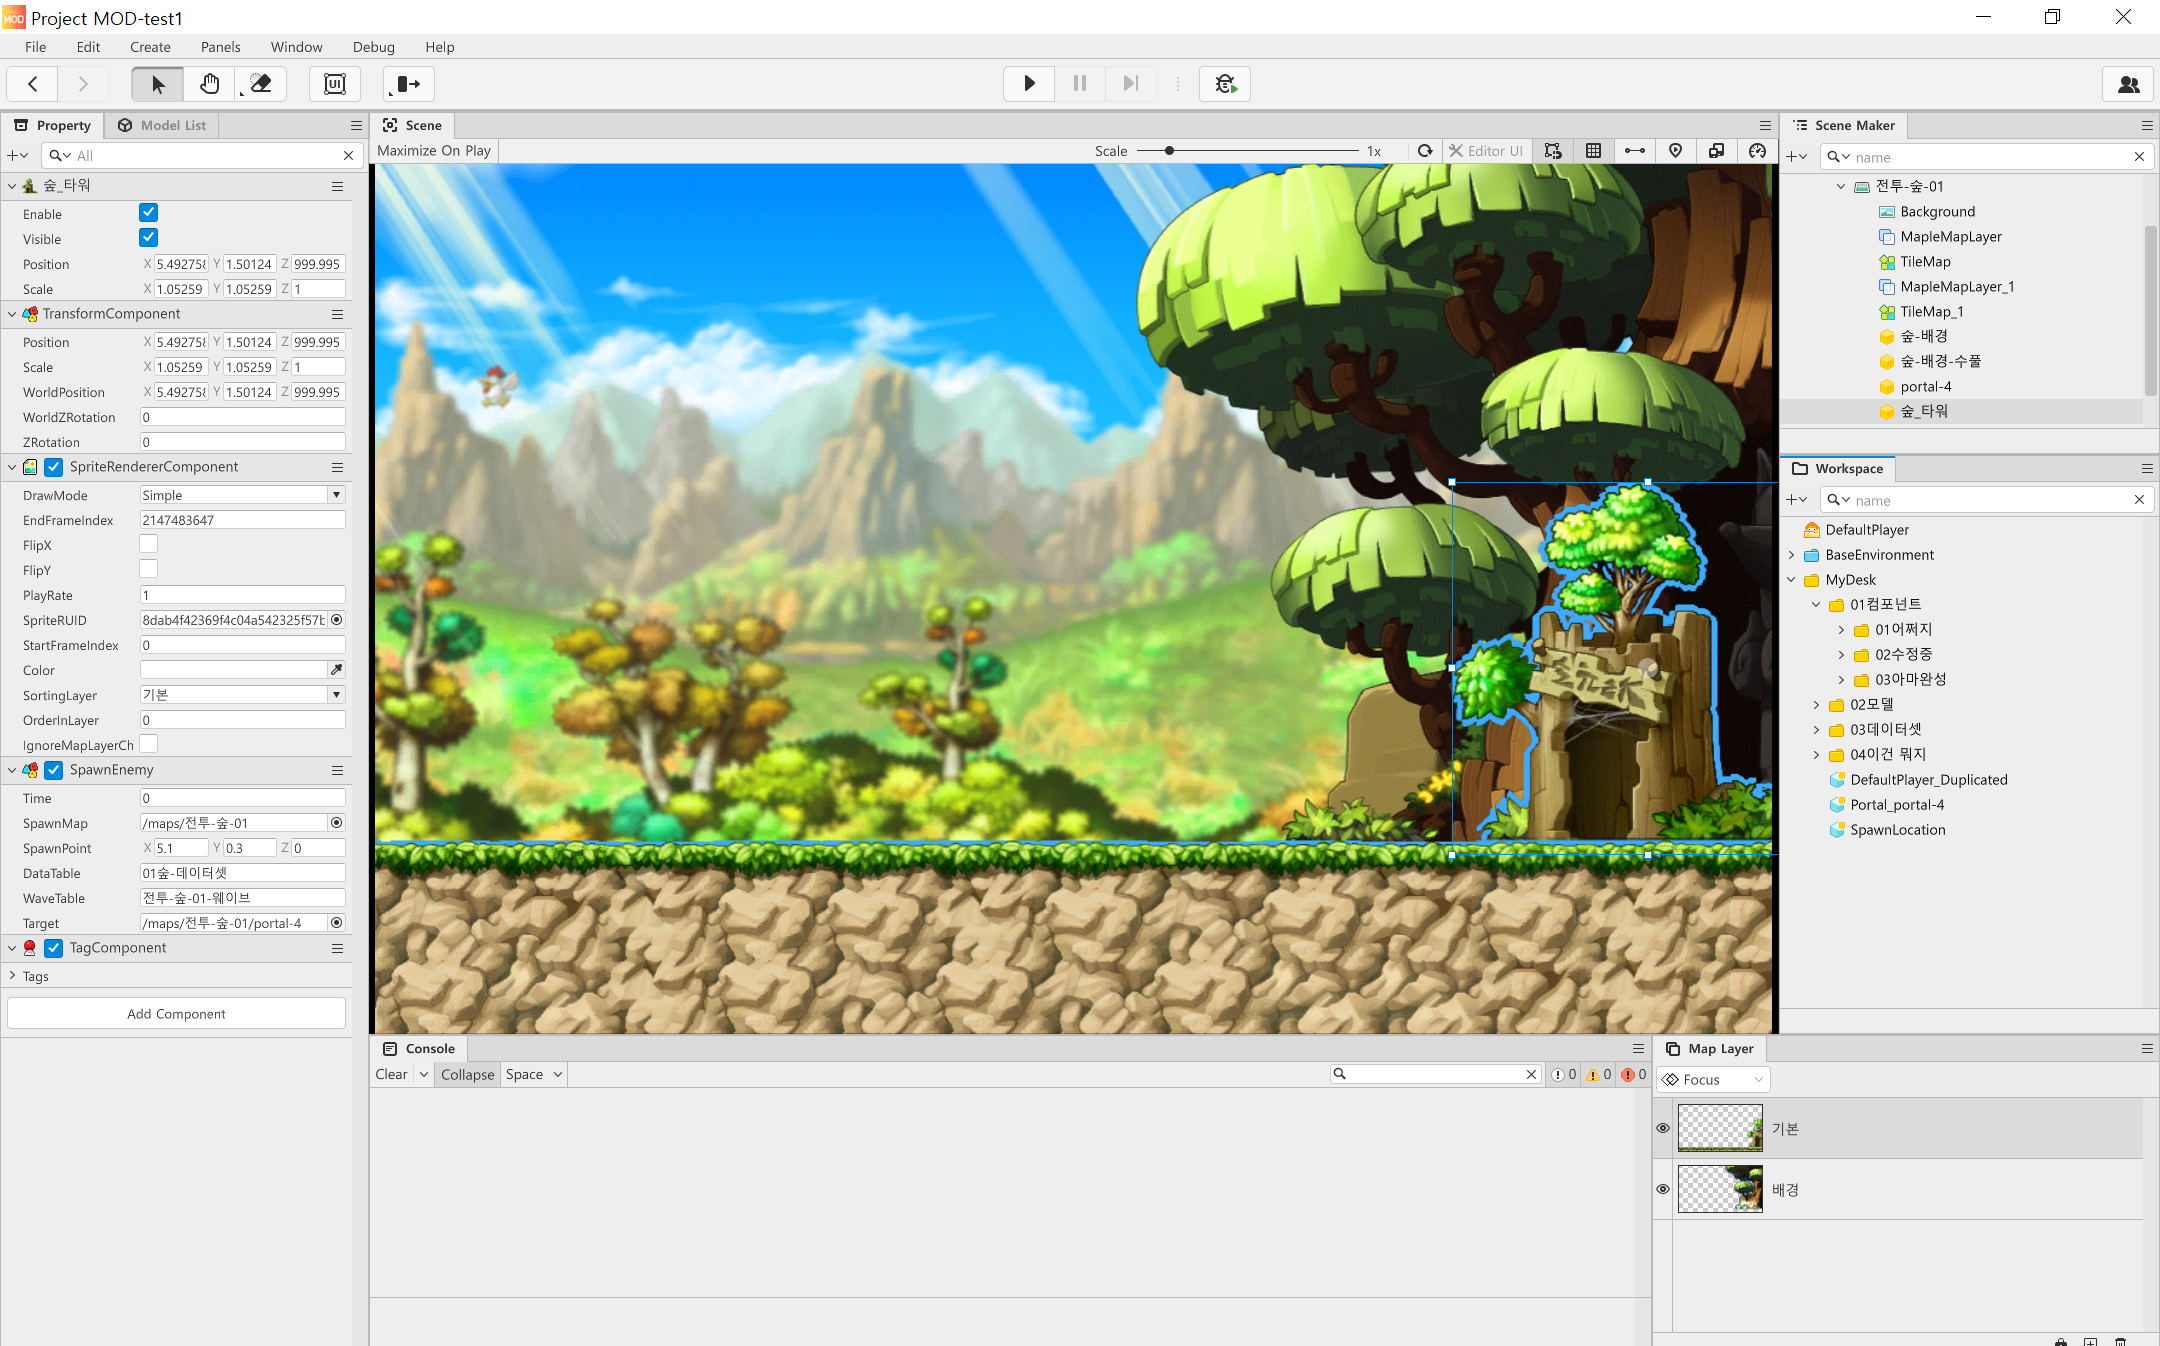 Project MOD-test1
File Edit Create Panels Window Debug Help
Property Model List
All
숲_타워
Enable
Visible
Position X 5.492758 Y 1.50124 Z 999.995
Scale X 1.05259 Y 1.05259 Z 1
TransformComponent
Position X 5.492758 Y 1.50124 Z 999.995
Scale X 1.05259 Y 1.05259 Z 1
WorldPosition X 5.492758 Y 1.50124 Z 999.995
WorldZRotation 0
ZRotation 0
SpriteRendererComponent
DrawMode Simple
EndFrameIndex 2147483647
FlipX
FlipY
PlayRate 1
SpriteRUID 8dab4f42369f4c04a542325f57b
StartFrameIndex 0
Color
SortingLayer 기본
OrderInLayer 0
IgnoreMapLayerCh
SpawnEnemy
Time 0
SpawnMap /maps/전투-숲-01
SpawnPoint X 5.1 Y 0.3 Z 0
DataTable 01숲-데이터셋
WaveTable 전투-숲-01-웨이브
Target /maps/전투-숲-01/portal-4
TagComponent
Tags
Add Component
Scene
Maximize On Play Scale 1x Editor UI
Console
Clear Collapse Space 0 0 0
Scene Maker
name
전투-숲-01
Background
MapleMapLayer
TileMap
MapleMapLayer_1
TileMap_1
숲-배경
숲-배경-수풀
portal-4
숲_타워
Workspace
name
DefaultPlayer
BaseEnvironment
MyDesk
01컴포넌트
01어쩌지
02수정중
03아마완성
02모델
03데이터셋
04이건 뭐지
DefaultPlayer_Duplicated
Portal_portal-4
SpawnLocation
Map Layer
Focus
기본
배경